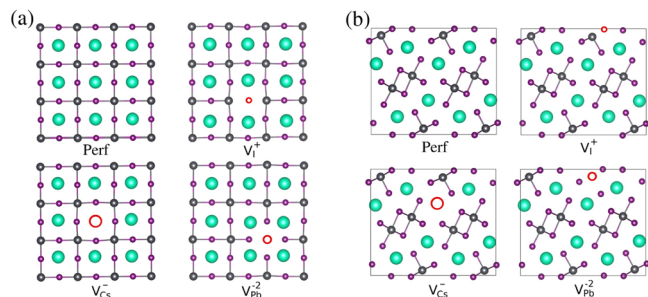 (a)
(b)
Perf
V_I^+
Perf
V_I^+
V_Cs^-
V_Pb^-2
V_Cs^-
V_Pb^-2